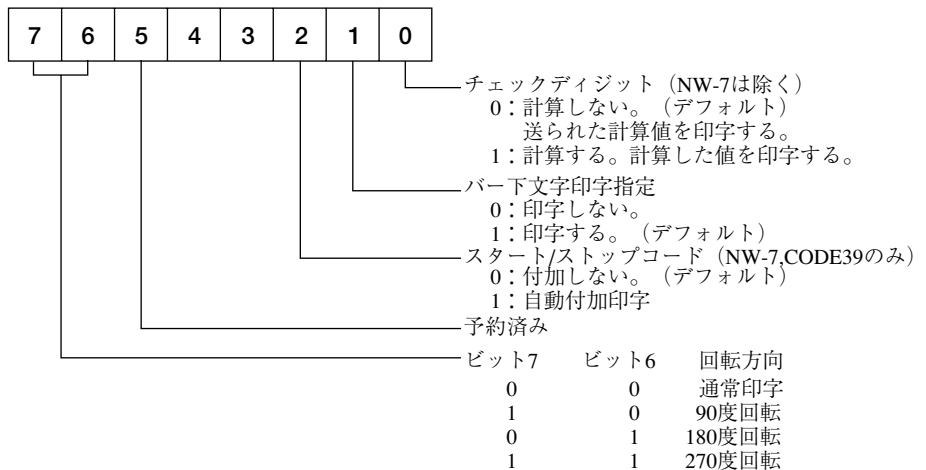 7 6 5 4 3 2 1 0
チェックディジット（NW-7は除く）
0：計算しない。（デフォルト）
送られた計算値を印字する。
1：計算する。計算した値を印字する。
バー下文字印字指定
0：印字しない。
1：印字する。（デフォルト）
スタート/ストップコード（NW-7,CODE39のみ）
0：付加しない。（デフォルト）
1：自動付加印字
予約済み
ビット7 ビット6 回転方向
0 0 通常印字
1 0 90度回転
0 1 180度回転
1 1 270度回転